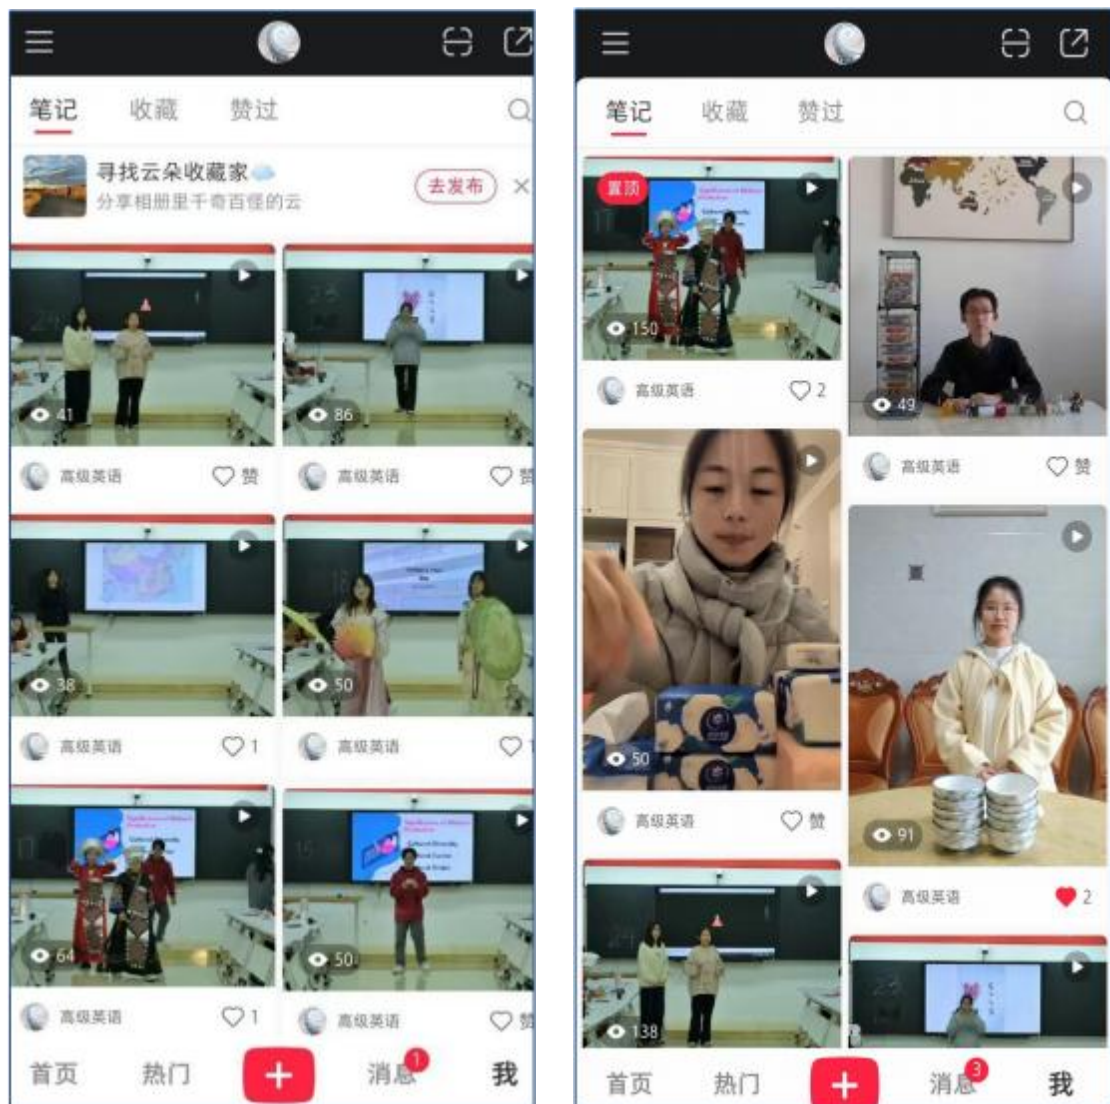 笔记 收藏 赞过
寻找云朵收藏家
分享相册里千奇百怪的云
去发布
41
86
高级英语 赞
高级英语 赞
38
50
高级英语 1
高级英语
64
50
高级英语 1
高级英语 赞
首页 热门 消息 1 我
笔记 收藏 赞过
置顶
150
49
高级英语 2
高级英语 赞
50
91
高级英语 赞
高级英语 2
138
首页 热门 消息 3 我